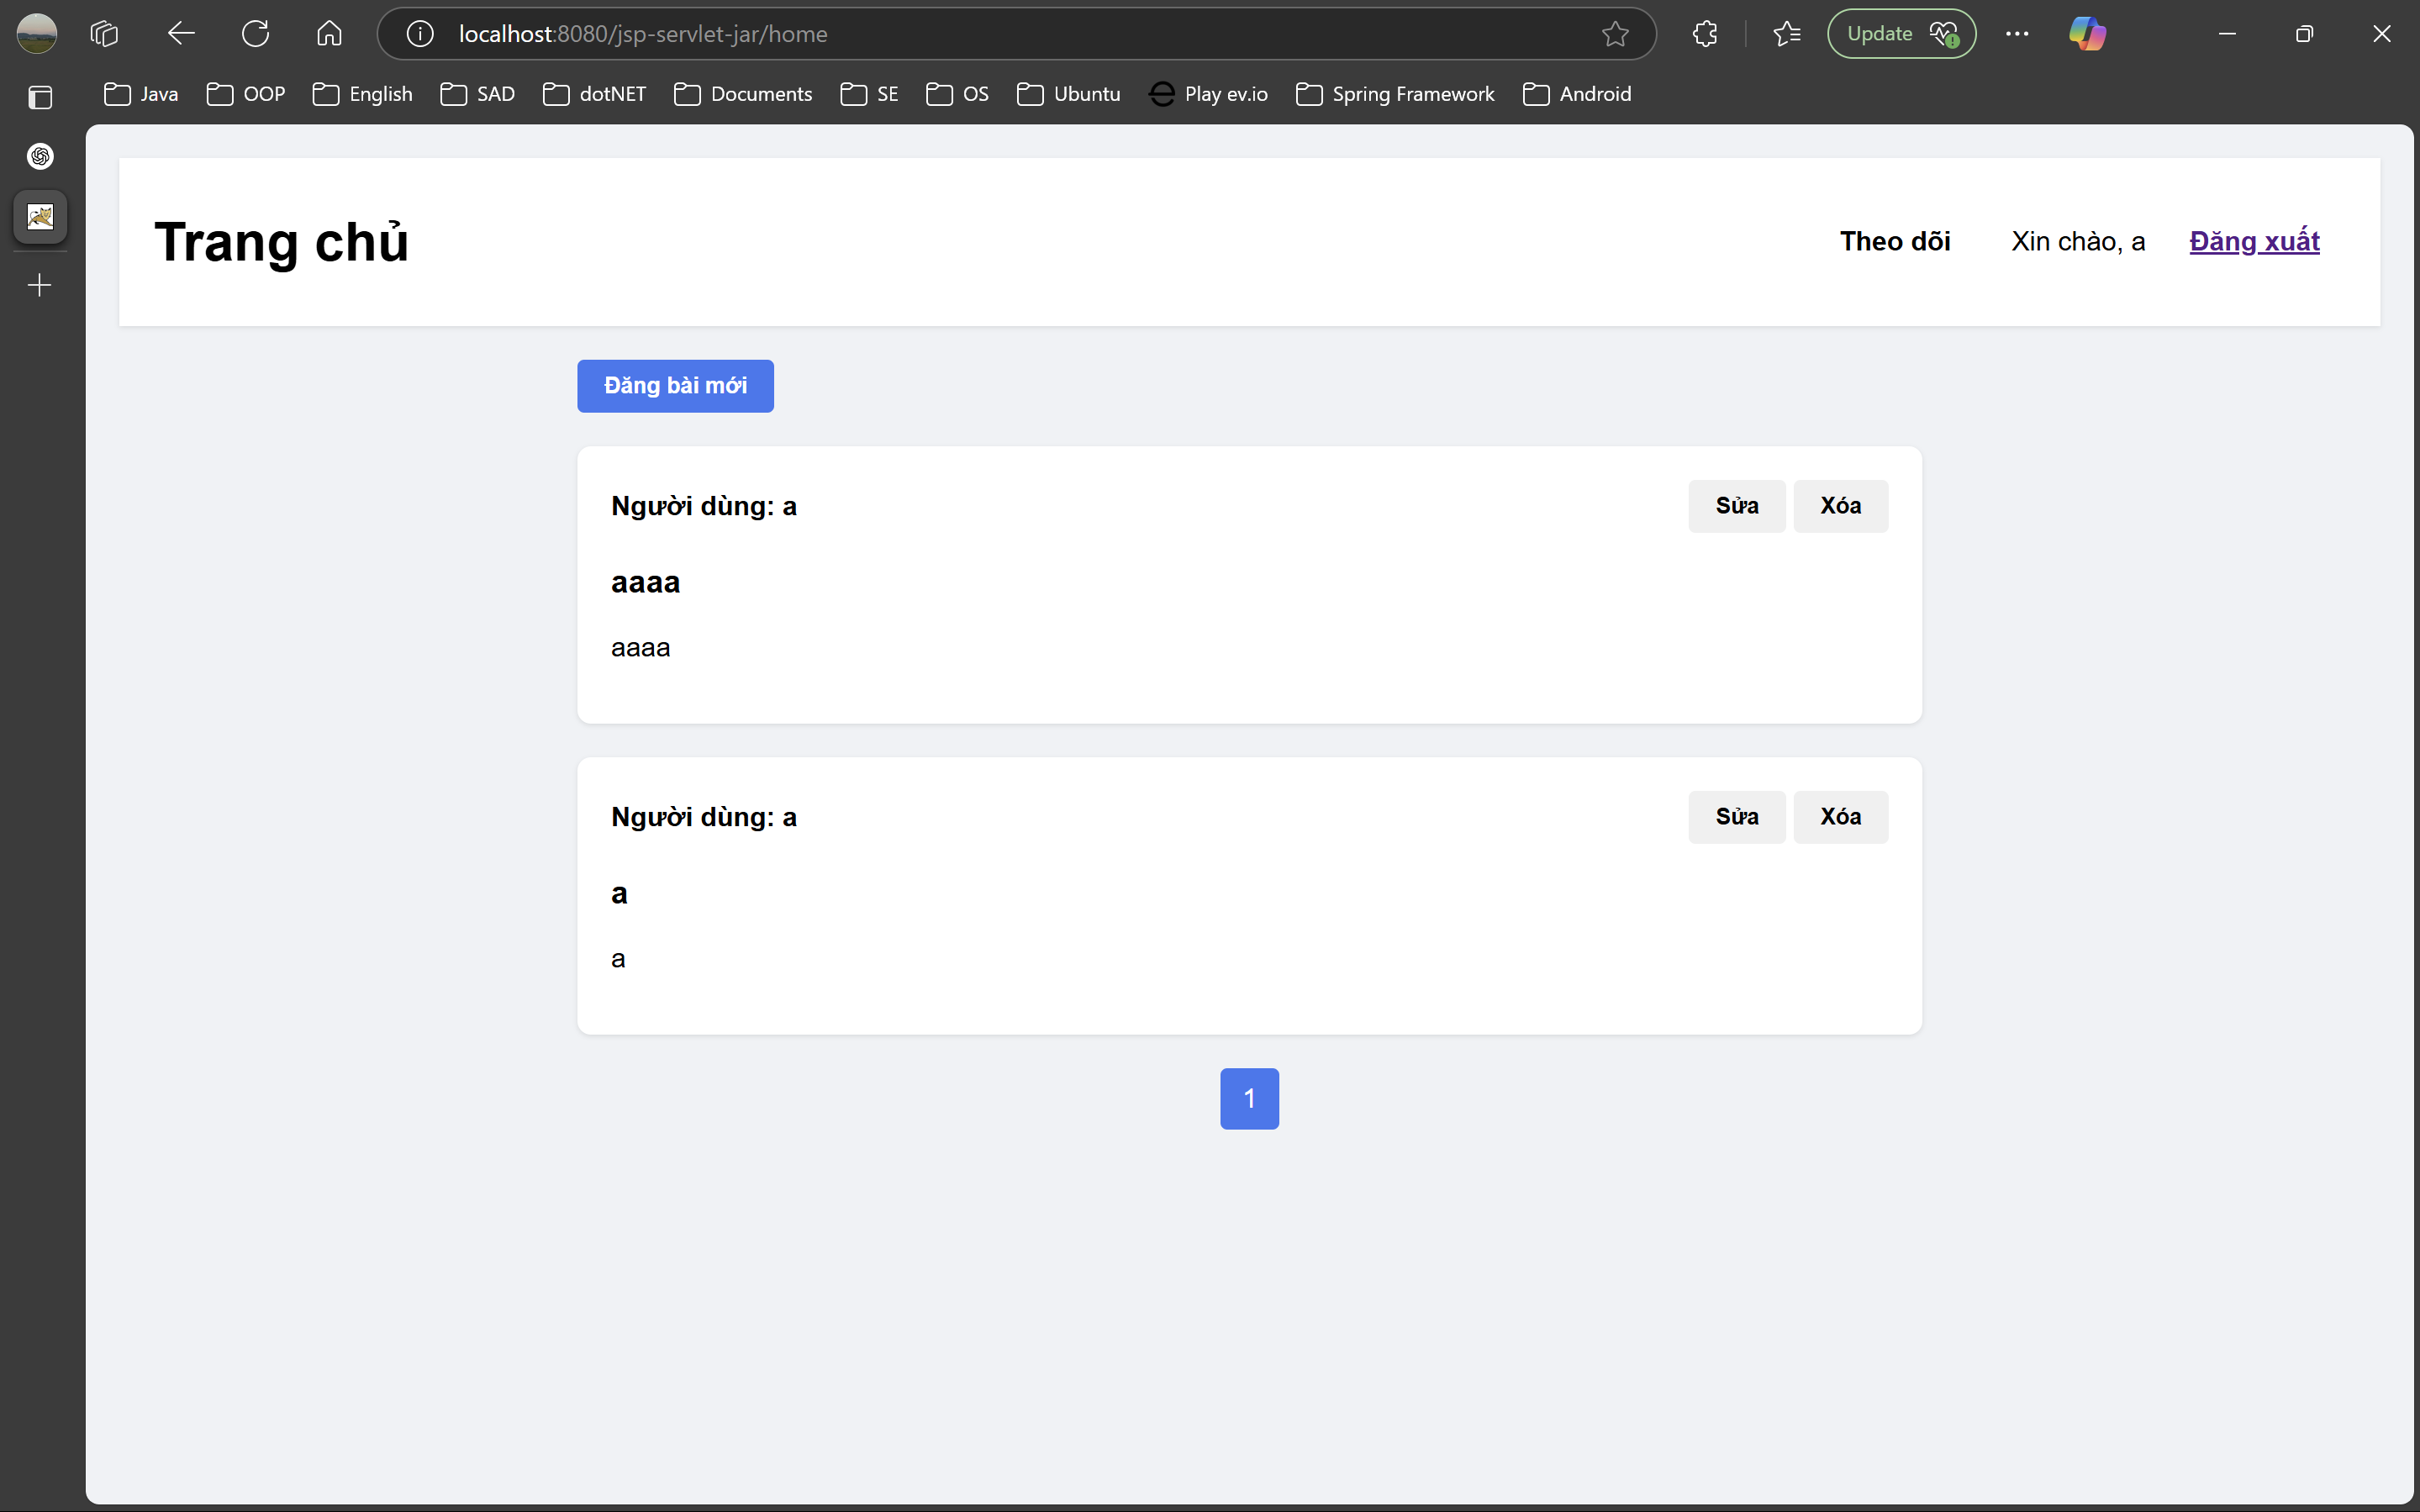 localhost:8080/jsp-servlet-jar/home
Update
Java OOP English SAD dotNET Documents SE OS Ubuntu Play ev.io Spring Framework Android
Trang chủ
Theo dõi Xin chào, a Đăng xuất
Đăng bài mới
Người dùng: a Sửa Xóa
aaaa
aaaa
Người dùng: a Sửa Xóa
a
a
1